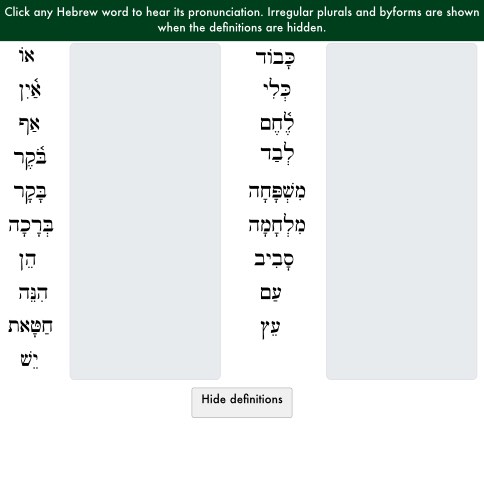 Click any Hebrew word to hear its pronunciation. Irregular plurals and byforms are shown
when the definitions are hidden.
אוֹ
אַ֫יִן
אַף
בֹּ֫קֶר
בָּקָר
בְּרָכָה
הֵן
הִנֵּה
חַטָּאת
יֵשׁ
כָּבוֹד
כְּלִי
לֶ֫חֶם
לְבַד
מִשְׁפָּחָה
מִלְחָמָה
סָבִיב
עַם
עֵץ
Hide definitions